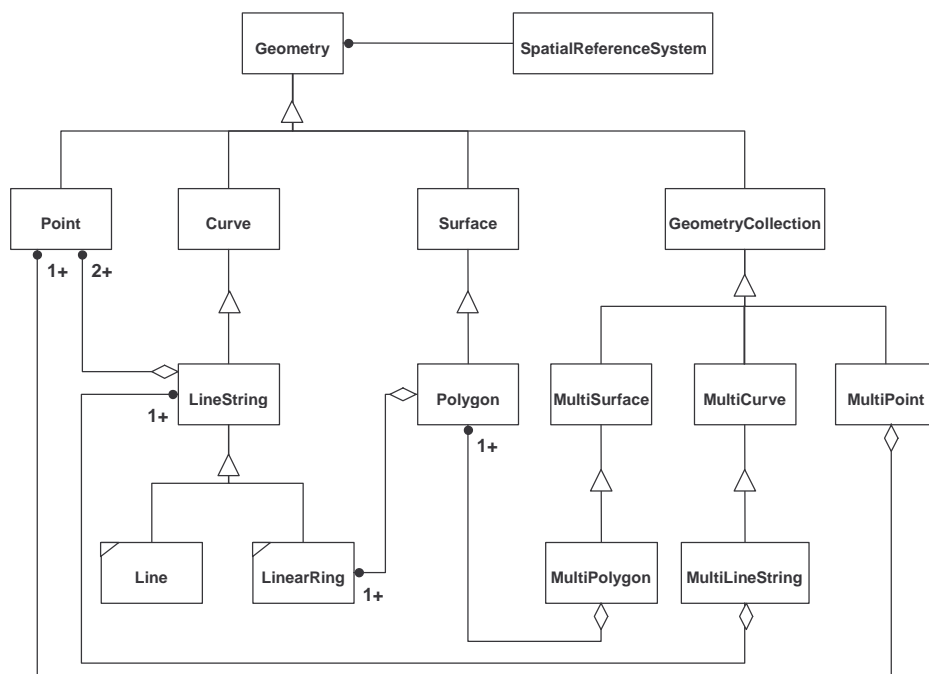 Geometry
SpatialReferenceSystem
Point
Curve
Surface
GeometryCollection
1+
2+
LineString
Polygon
MultiSurface
MultiCurve
MultiPoint
1+
1+
Line
LinearRing
MultiPolygon
MultiLineString
1+